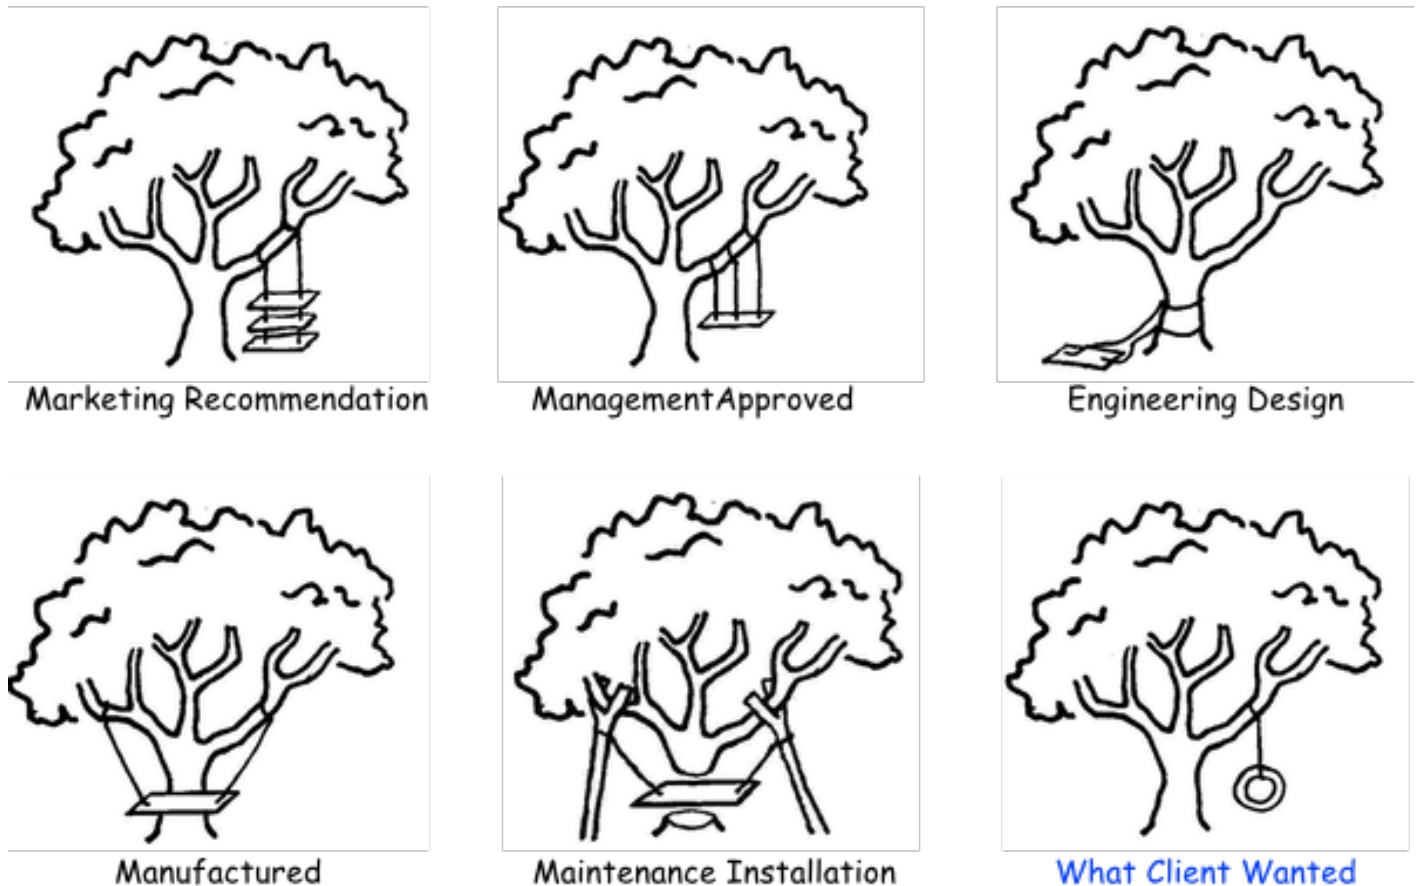 Marketing Recommendation
ManagementApproved
Engineering Design
Manufactured
Maintenance Installation
What Client Wanted